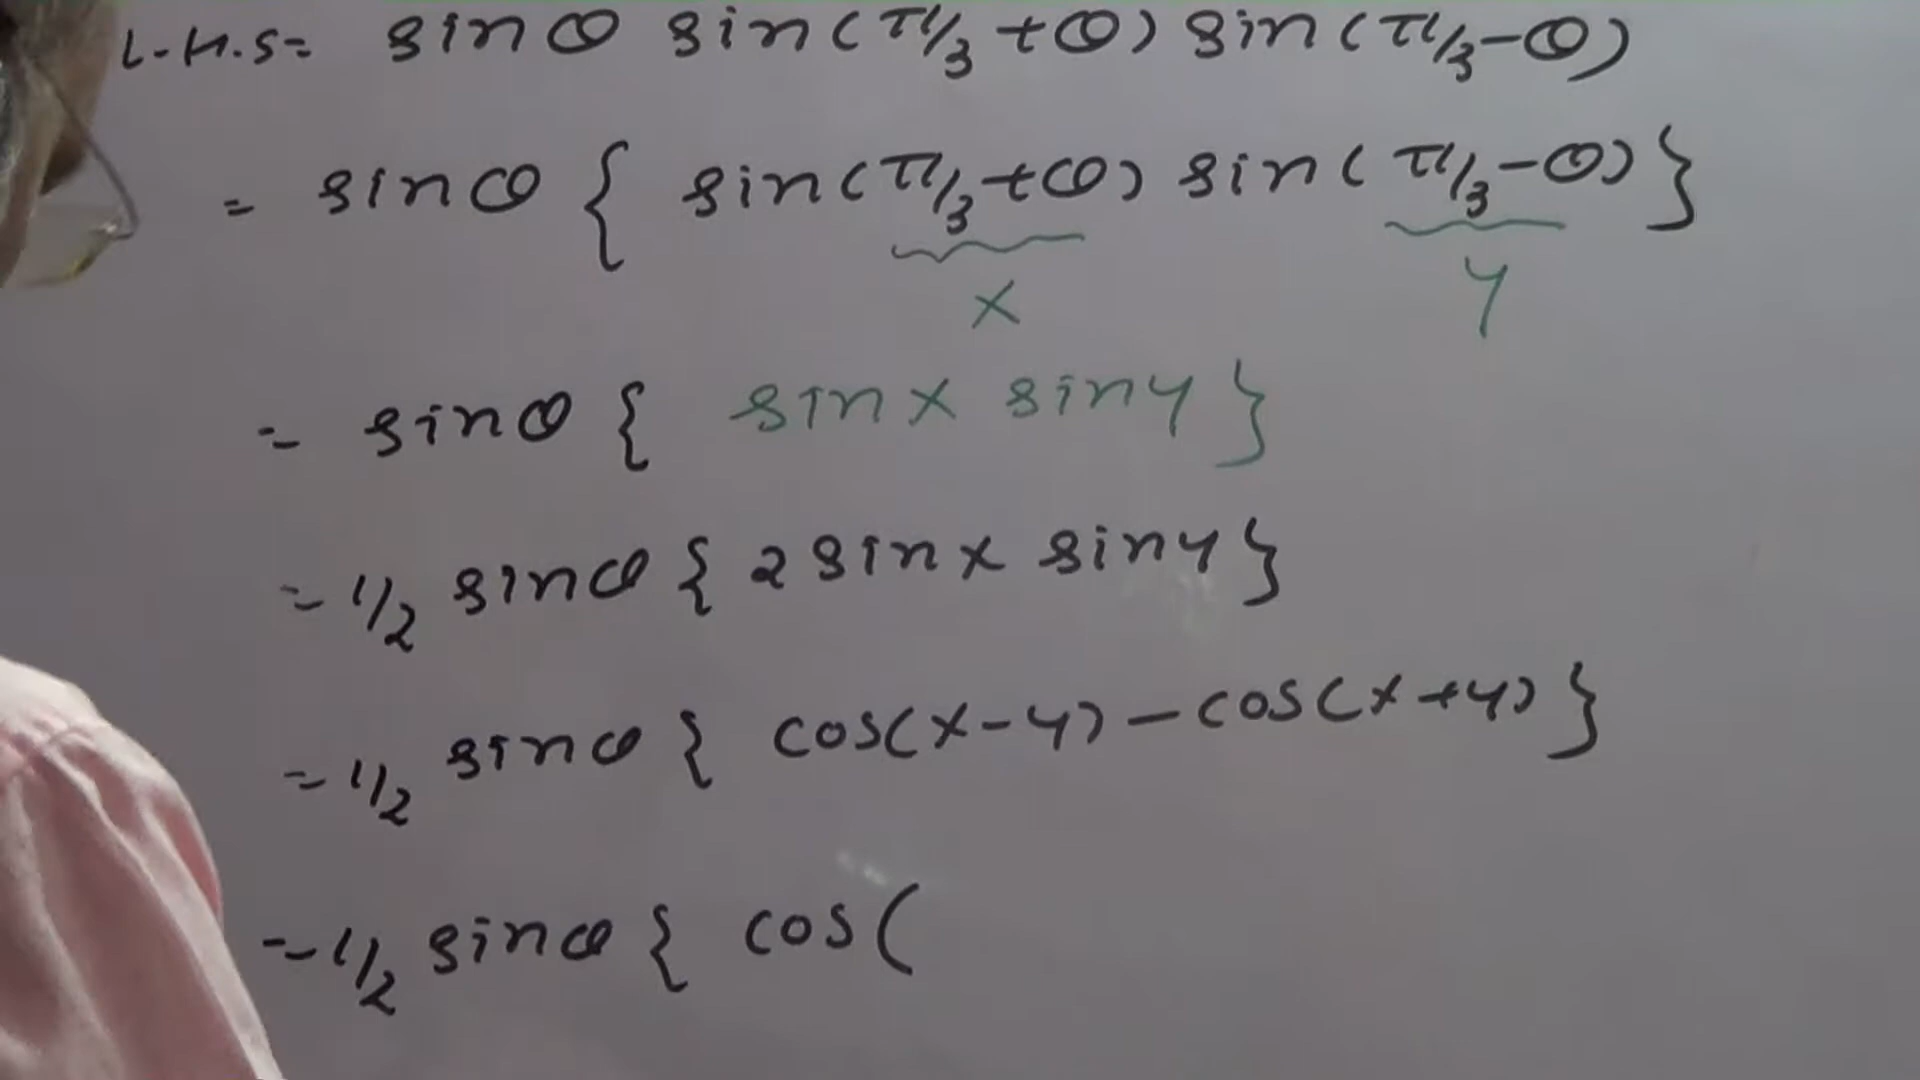 L.H.S = sinθ sin(π/3+θ) sin(π/3-θ)
= sinθ { sin(π/3+θ) sin(π/3-θ) }
x y
= sinθ { sinx siny }
= 1/2 sinθ { 2 sinx siny }
= 1/2 sinθ { cos(x-y) - cos(x+y) }
= 1/2 sinθ { cos(